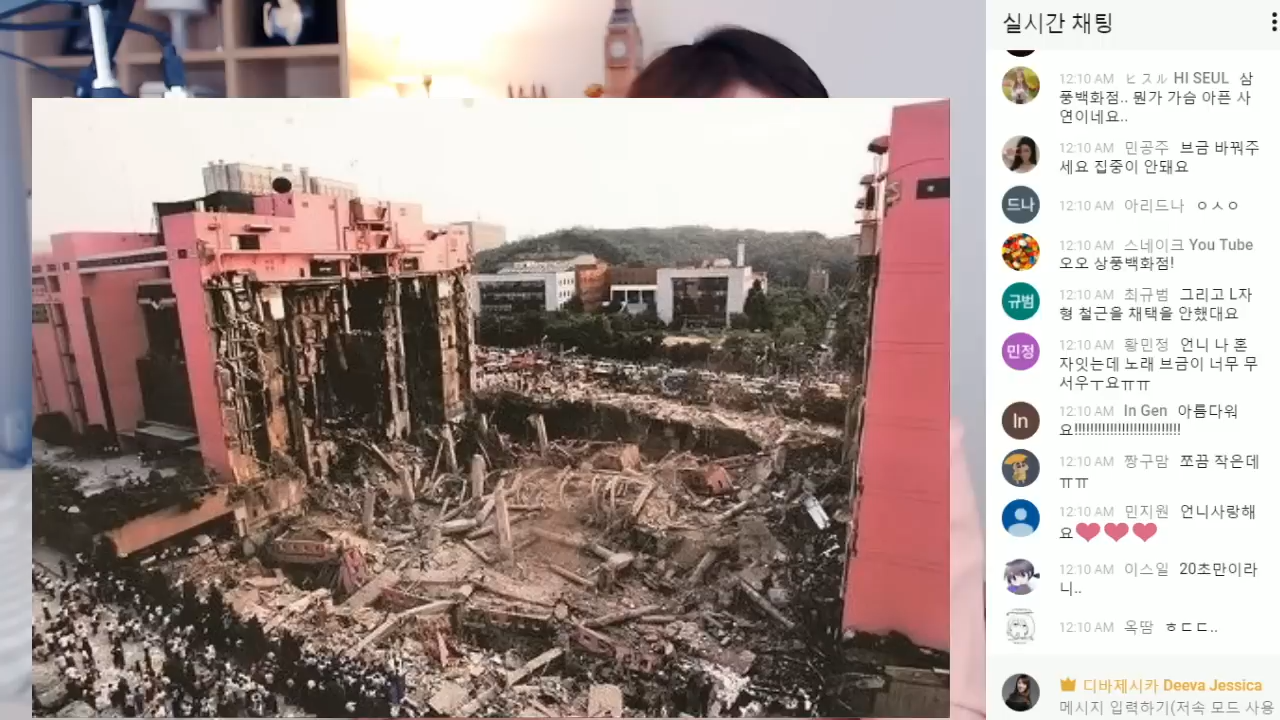 실시간 채팅
12:10 AM ヒスル HI SEUL 삼
풍백화점.. 뭔가 가슴 아픈 사
연이네요..
12:10 AM 민공주 브금 바꿔주
세요 집중이 안돼요
드나
12:10 AM 아리드나 ㅇㅅㅇ
12:10 AM 스네이크 You Tube
오오 상풍백화점!
규범
12:10 AM 최규범 그리고 L자
형 철근을 채택을 안했대요
민정
12:10 AM 황민정 언니 나 혼
자잇는데 노래 브금이 너무 무
서우ㅜ요ㅠㅠ
In
12:10 AM In Gen 아름다워
요!!!!!!!!!!!!!!!!!!!!!!!!!!!
12:10 AM 짱구맘 쪼끔 작은데
ㅠㅠ
12:10 AM 민지원 언니사랑해
요❤❤❤
12:10 AM 이스일 20초만이라
니..
12:10 AM 옥땀 ㅎㄷㄷ..
디바제시카 Deeva Jessica
메시지 입력하기(저속 모드 사용